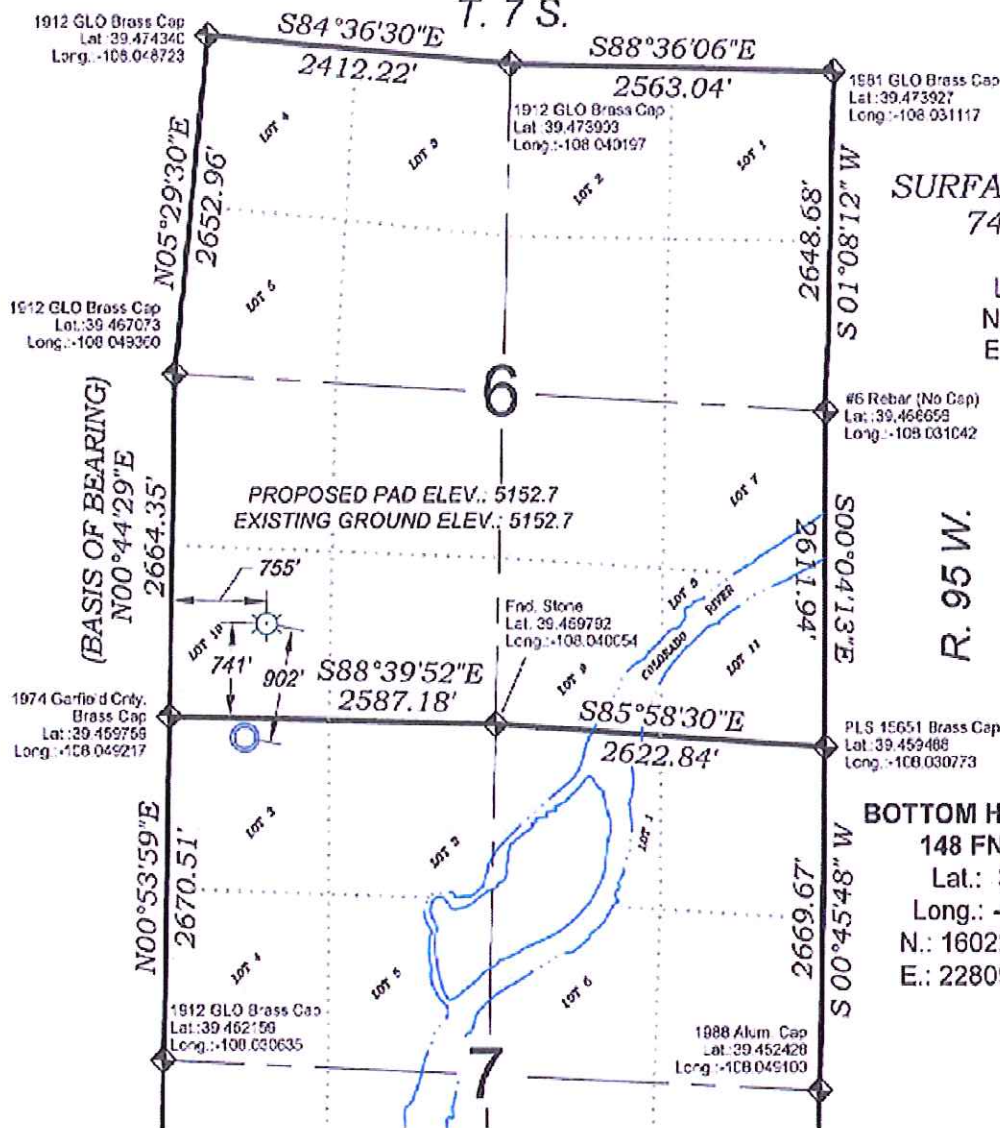 T. 7 S.
1912 GLO Brass Cap
Lat.:39.474340
Long.:-108.048723
S84°36'30"E
2412.22'
S88°36'06"E
2563.04'
1912 GLO Brass Cap
Lat.:39.473993
Long.:-108.040197
1981 GLO Brass Cap
Lat.:39.473927
Long.:-108.031117
LOT 4
LOT 3
LOT 2
LOT 1
N05°29'30"E
2652.96'
2648.68'
S 01°08'12" W
SURFA
74
L
N
E
LOT 5
1912 GLO Brass Cap
Lat.:39.467073
Long.:-108.049360
6
#6 Rebar (No Cap)
Lat.:39.466659
Long.:-108.031042
(BASIS OF BEARING)
N00°44'29"E
2664.35'
PROPOSED PAD ELEV.: 5152.7
EXISTING GROUND ELEV.: 5152.7
LOT 7
2611.94'
S00°04'13"E
R. 95 W.
755'
LOT 8
COLORADO RIVER
Fnd. Stone
Lat. 39.459792
Long.:-108.040054
LOT 10
741'
902'
LOT 9
LOT 11
S88°39'52"E
2587.18'
S85°58'30"E
2622.84'
1974 Garfield Cnty.
Brass Cap
Lat.:39.459759
Long.:-108.049217
PLS 15651 Brass Cap
Lat.:39.459488
Long.:-108.030773
N00°53'59"E
2670.51'
LOT 3
LOT 2
LOT 1
BOTTOM H
148 FN
Lat.: 3
Long.: -
N.: 1602
E.: 2280
2669.67'
S 00°45'48" W
LOT 4
LOT 5
LOT 6
1912 GLO Brass Cap
Lat.:39.452159
Long.:-108.030635
7
1988 Alum. Cap
Lat.:39.452428
Long.:-108.049103